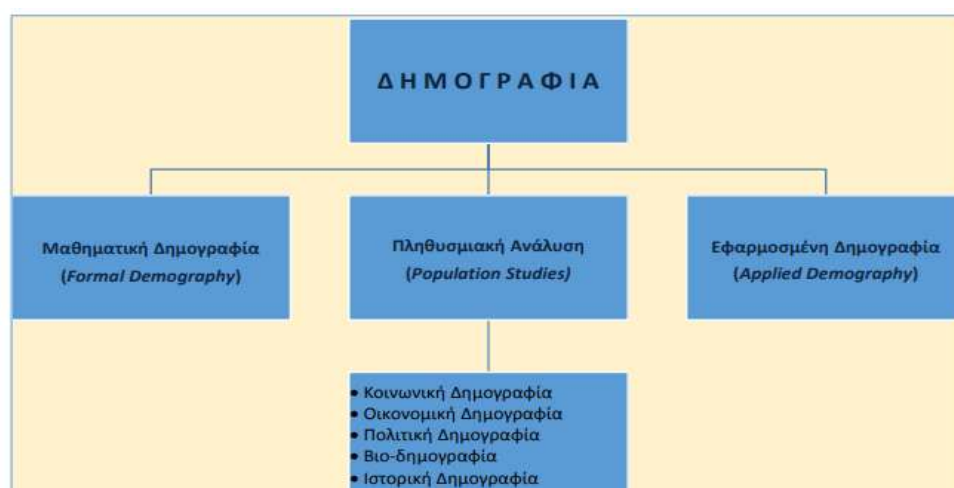 ΔΗΜΟΓΡΑΦΙΑ
Μαθηματική Δημογραφία
(Formal Demography)
Πληθυσμιακή Ανάλυση
(Population Studies)
Εφαρμοσμένη Δημογραφία
(Applied Demography)
• Κοινωνική Δημογραφία
• Οικονομική Δημογραφία
• Πολιτική Δημογραφία
• Βιο-δημογραφία
• Ιστορική Δημογραφία